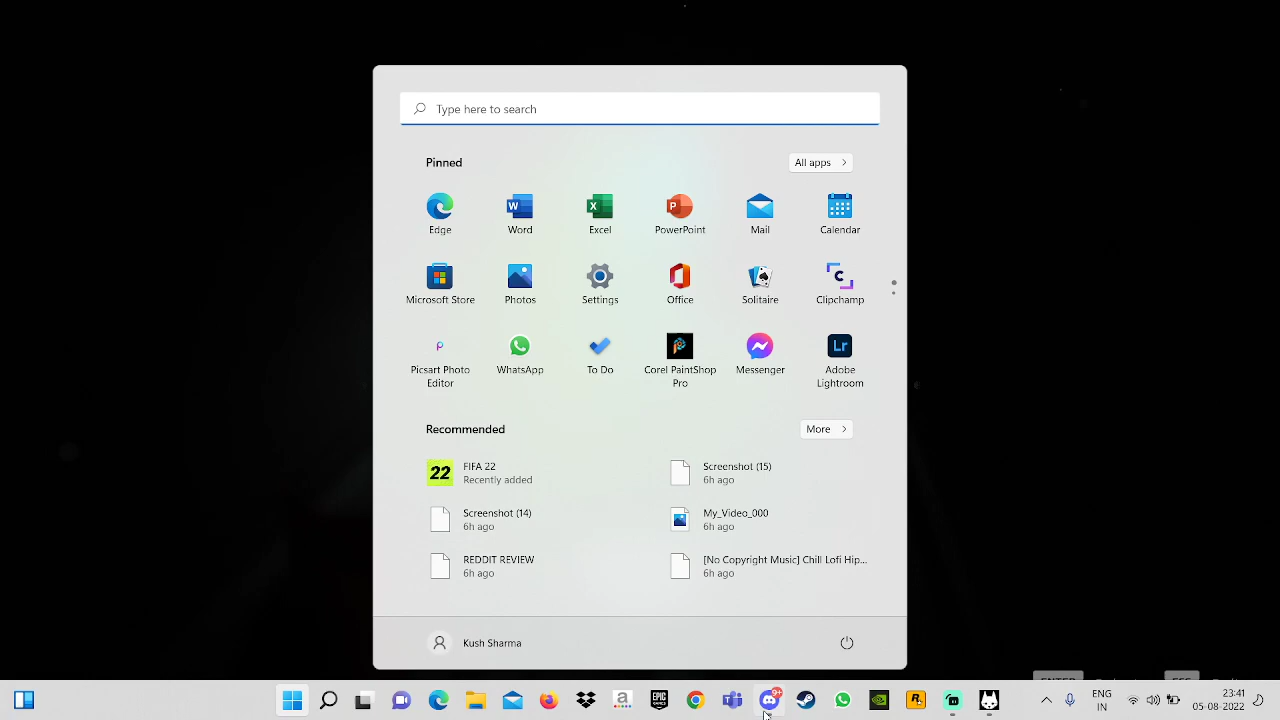 Type here to search
Pinned
All apps
Edge
Word
Excel
PowerPoint
Mail
Calendar
Microsoft Store
Photos
Settings
Office
Solitaire
Clipchamp
Picsart Photo
Editor
WhatsApp
To Do
Corel PaintShop
Pro
Messenger
Adobe
Lightroom
Recommended
More
FIFA 22
Recently added
Screenshot (15)
6h ago
Screenshot (14)
6h ago
My_Video_000
6h ago
REDDIT REVIEW
6h ago
[No Copyright Music] Chill Lofi Hip...
6h ago
Kush Sharma
9+
ENG
IN
23:41
05-08-2022